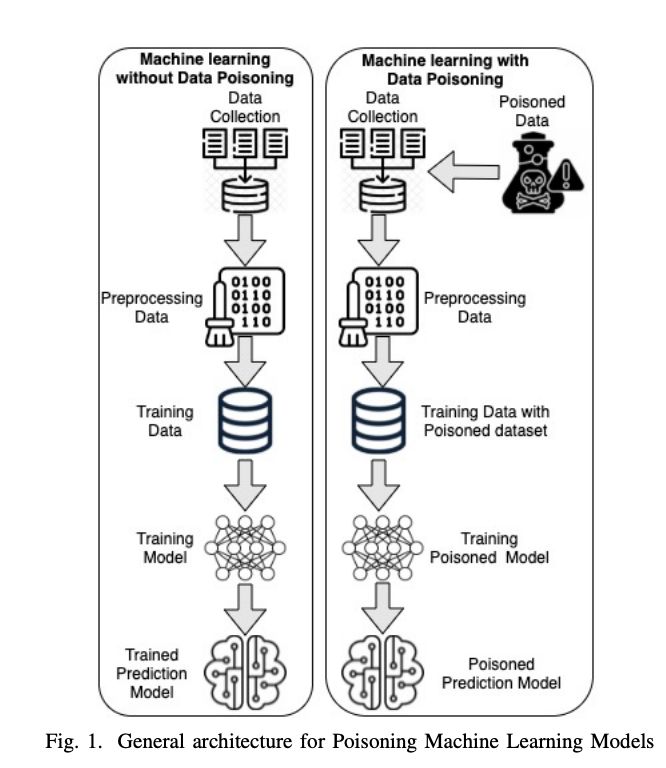 Machine learning
without Data Poisoning
Data
Collection
0100
0110
0100
110
Preprocessing
Data
Training
Data
Training
Model
Trained
Prediction
Model
Machine learning with
Data Poisoning
Data
Collection
Poisoned
Data
0100
0110
0100
110
Preprocessing
Data
Training Data with
Poisoned dataset
Training
Poisoned Model
Poisoned
Prediction Model
Fig. 1. General architecture for Poisoning Machine Learning Models